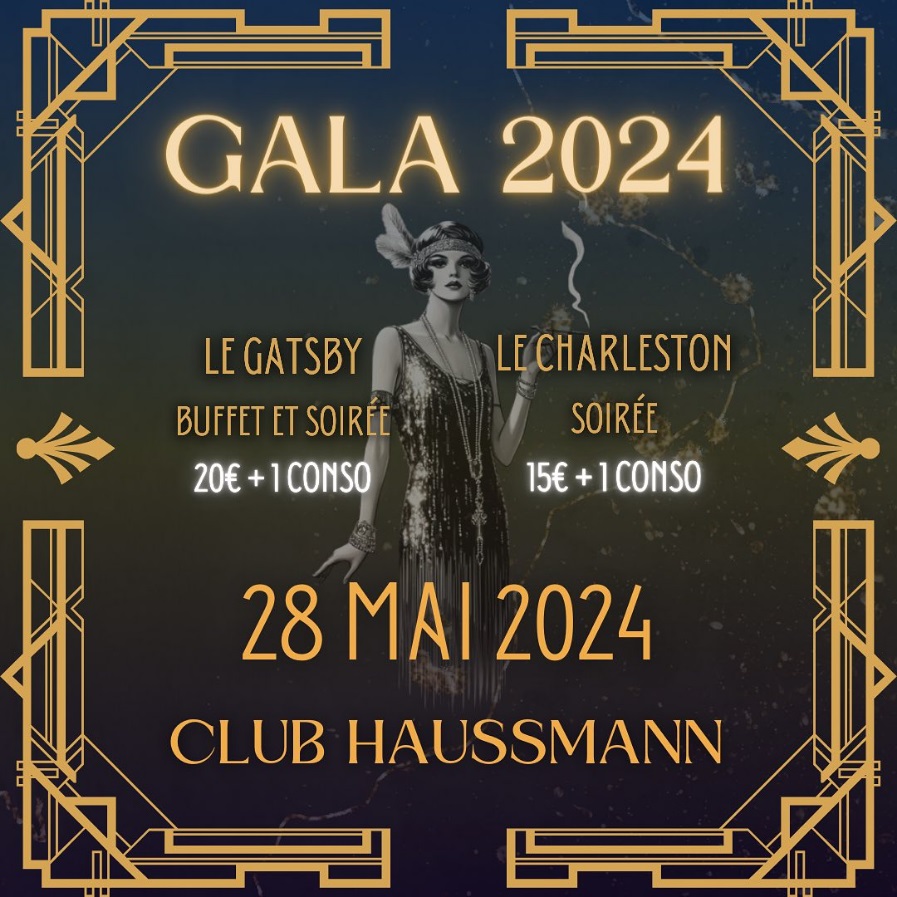 GALA 2024
LE GATSBY
BUFFET ET SOIRÉE
20€ + 1 CONSO
LE CHARLESTON
SOIRÉE
15€ + 1 CONSO
28 MAI 2024
CLUB HAUSSMANN